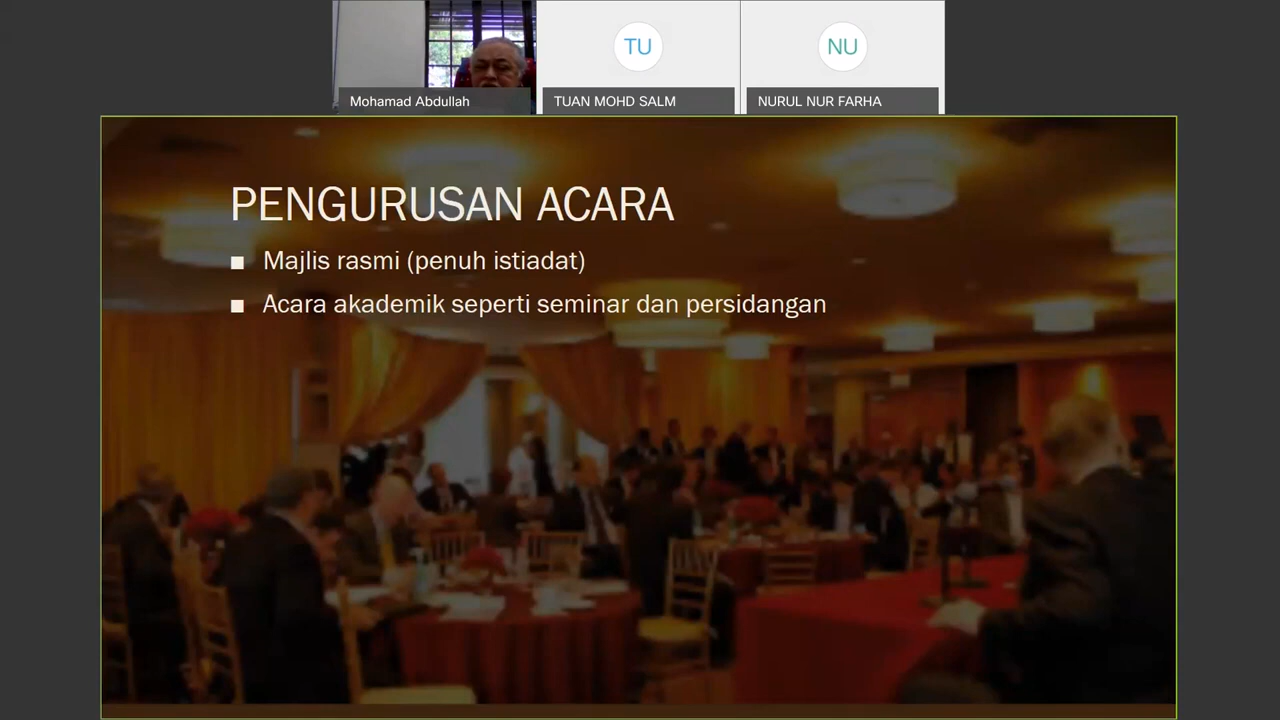 TU
NU
Mohamad Abdullah
TUAN MOHD SALM
NURUL NUR FARHA
PENGURUSAN ACARA
■ Majlis rasmi (penuh istiadat)
■ Acara akademik seperti seminar dan persidangan